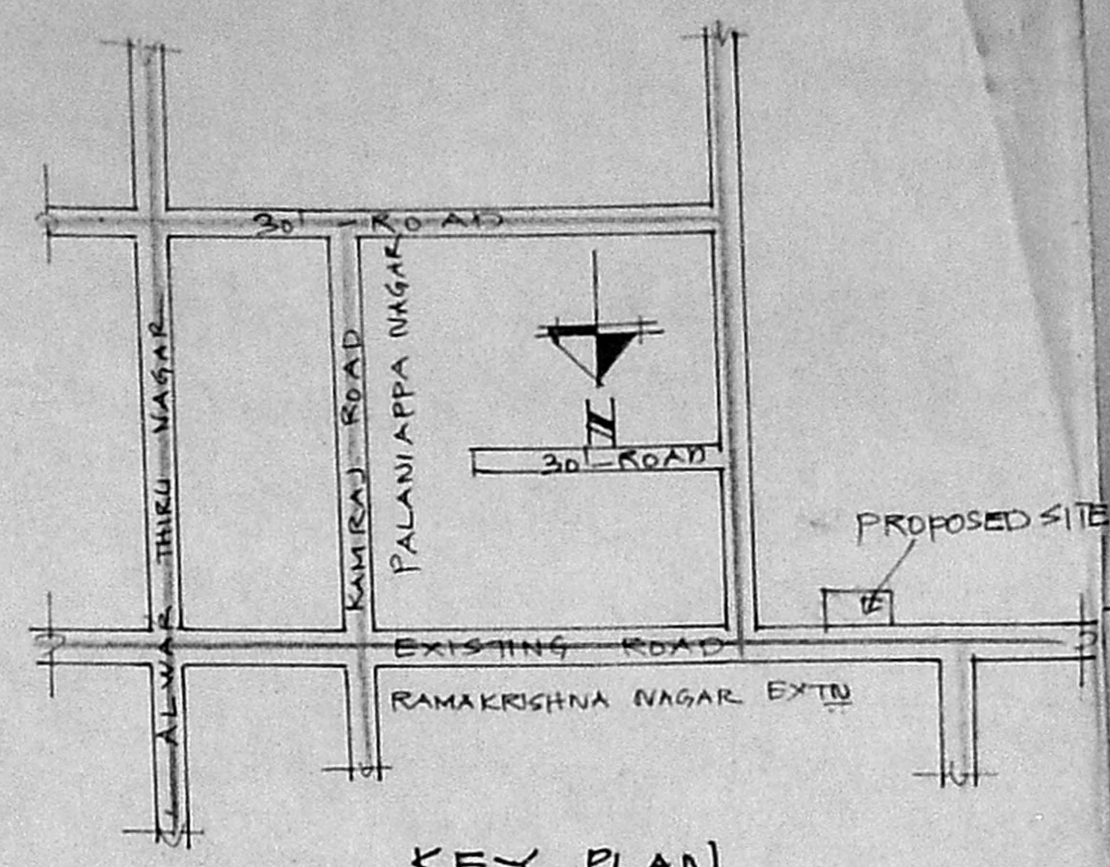 30' - ROAD
ALWAR THIRU NAGAR
KAMRAJ ROAD
PALANIAPPA NAGAR
N
30' - ROAD
PROPOSED SITE
EXISTING ROAD
RAMAKRISHNA NAGAR EXTN
KEY PLAN